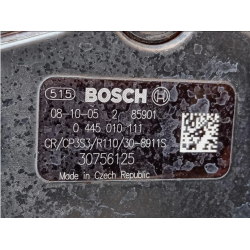 515 BOSCH
08-10-05 2 85901
0 445 010 111
CR/CP3S3/R110/30-8911S
30756125
Made in Czech Republic